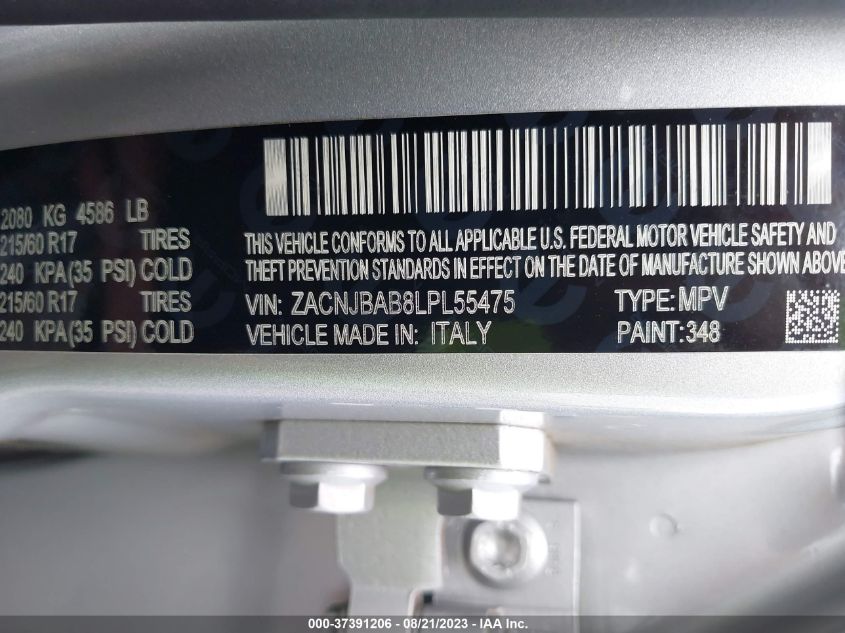 2080 KG 4586 LB
215/60 R17 TIRES
240 KPA(35 PSI) COLD
215/60 R17 TIRES
240 KPA(35 PSI) COLD
THIS VEHICLE CONFORMS TO ALL APPLICABLE U.S. FEDERAL MOTOR VEHICLE SAFETY AND
THEFT PREVENTION STANDARDS IN EFFECT ON THE DATE OF MANUFACTURE SHOWN ABOVE
VIN: ZACNJBAB8LPL55475 TYPE: MPV
VEHICLE MADE IN: ITALY PAINT:348
000-37391206 - 08/21/2023 - IAA Inc.